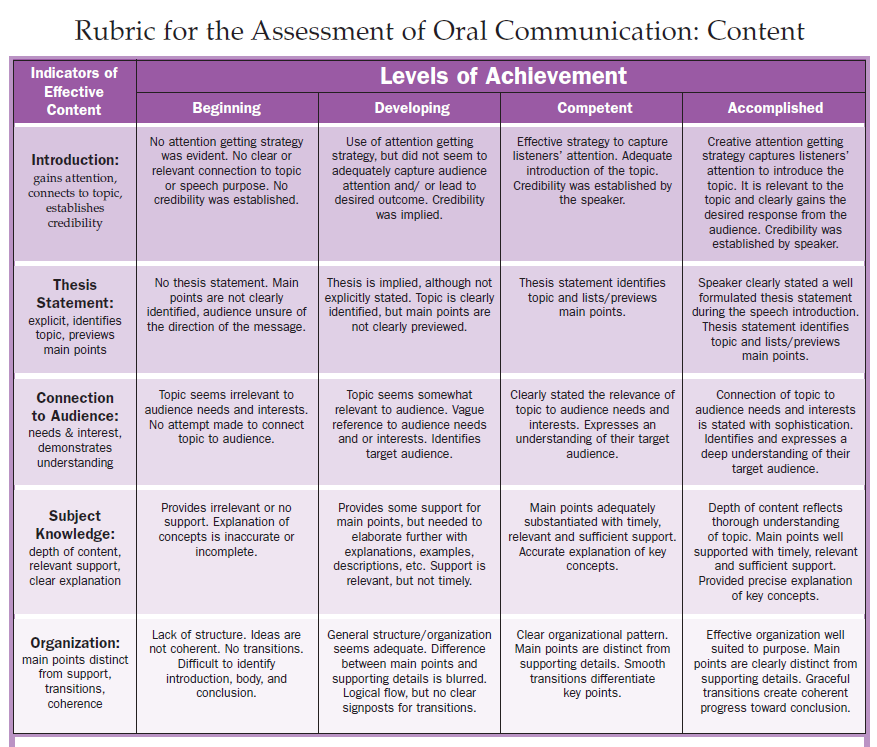 Rubric for the Assessment of Oral Communication: Content
Indicators of
Effective
Content
Levels of Achievement
Beginning
Developing
Competent
Accomplished
Introduction:
gains attention,
connects to topic,
establishes
credibility
No attention getting strategy
was evident. No clear or
relevant connection to topic
or speech purpose. No
credibility was established.
Use of attention getting
strategy, but did not seem to
adequately capture audience
attention and/ or lead to
desired outcome. Credibility
was implied.
Effective strategy to capture
listeners’ attention. Adequate
introduction of the topic.
Credibility was established by
the speaker.
Creative attention getting
strategy captures listeners’
attention to introduce the
topic. It is relevant to the
topic and clearly gains the
desired response from the
audience. Credibility was
established by speaker.
Thesis
Statement:
explicit, identifies
topic, previews
main points
No thesis statement. Main
points are not clearly
identified, audience unsure of
the direction of the message.
Thesis is implied, although not
explicitly stated. Topic is clearly
identified, but main points are
not clearly previewed.
Thesis statement identifies
topic and lists/previews
main points.
Speaker clearly stated a well
formulated thesis statement
during the speech introduction.
Thesis statement identifies
topic and lists/previews
main points.
Connection
to Audience:
needs & interest,
demonstrates
understanding
Topic seems irrelevant to
audience needs and interests.
No attempt made to connect
topic to audience.
Topic seems somewhat
relevant to audience. Vague
reference to audience needs
and or interests. Identifies
target audience.
Clearly stated the relevance of
topic to audience needs and
interests. Expresses an
understanding of their target
audience.
Connection of topic to
audience needs and interests
is stated with sophistication.
Identifies and expresses a
deep understanding of their
target audience.
Subject
Knowledge:
depth of content,
relevant support,
clear explanation
Provides irrelevant or no
support. Explanation of
concepts is inaccurate or
incomplete.
Provides some support for
main points, but needed to
elaborate further with
explanations, examples,
descriptions, etc. Support is
relevant, but not timely.
Main points adequately
substantiated with timely,
relevant and sufficient support.
Accurate explanation of key
concepts.
Depth of content reflects
thorough understanding
of topic. Main points well
supported with timely, relevant
and sufficient support.
Provided precise explanation
of key concepts.
Organization:
main points distinct
from support,
transitions,
coherence
Lack of structure. Ideas are
not coherent. No transitions.
Difficult to identify
introduction, body, and
conclusion.
General structure/organization
seems adequate. Difference
between main points and
supporting details is blurred.
Logical flow, but no clear
signposts for transitions.
Clear organizational pattern.
Main points are distinct from
supporting details. Smooth
transitions differentiate
key points.
Effective organization well
suited to purpose. Main
points are clearly distinct from
supporting details. Graceful
transitions create coherent
progress toward conclusion.